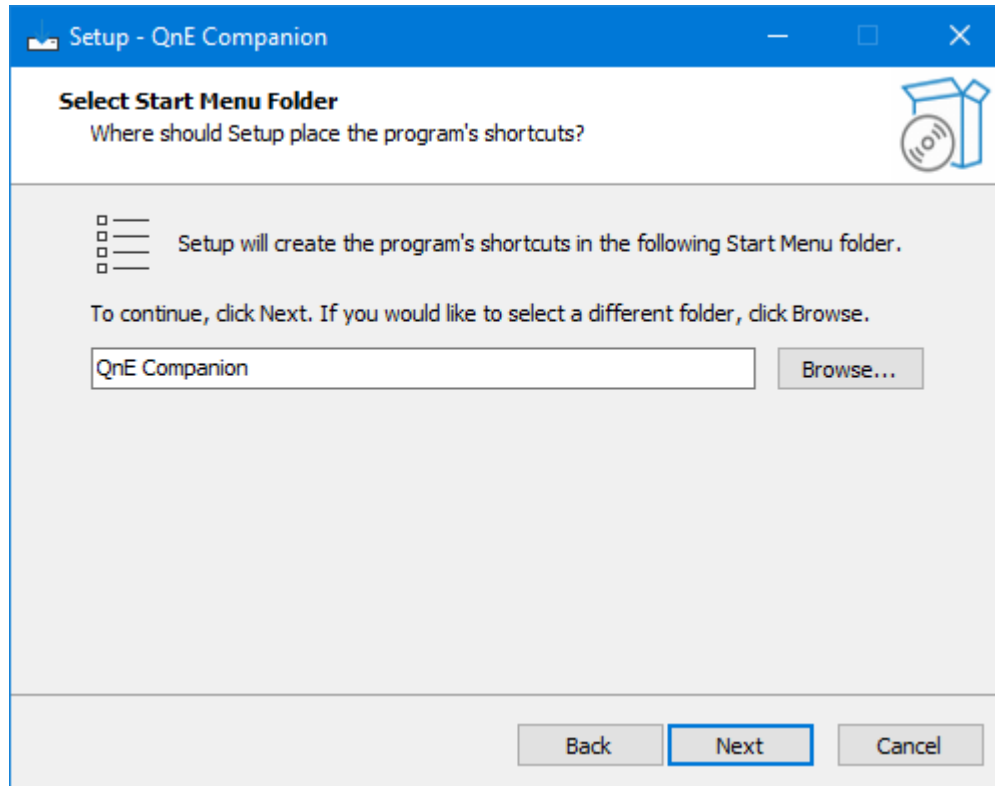 Setup - QnE Companion
Select Start Menu Folder
Where should Setup place the program's shortcuts?
Setup will create the program's shortcuts in the following Start Menu folder.
To continue, click Next. If you would like to select a different folder, click Browse.
QnE Companion
Browse...
Back
Next
Cancel